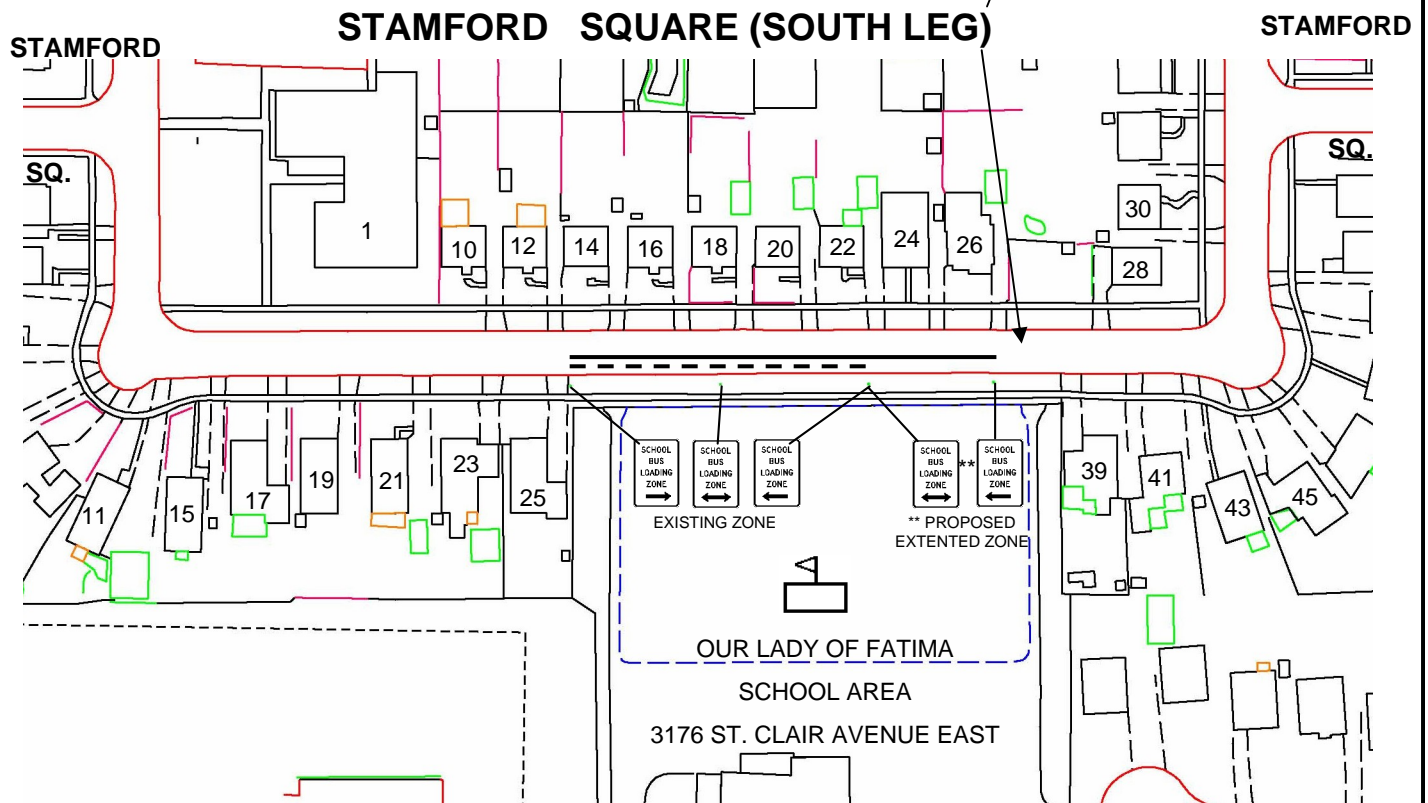 STAMFORD SQUARE (SOUTH LEG)
STAMFORD
STAMFORD
SQ.
SQ.
1
10
12
14
16
18
20
22
24
26
30
28
11
15
17
19
21
23
25
39
41
43
45
SCHOOL
BUS
LOADING
ZONE
SCHOOL
BUS
LOADING
ZONE
SCHOOL
BUS
LOADING
ZONE
EXISTING ZONE
SCHOOL
BUS
LOADING
ZONE
**
SCHOOL
BUS
LOADING
ZONE
** PROPOSED
EXTENTED ZONE
OUR LADY OF FATIMA
SCHOOL AREA
3176 ST. CLAIR AVENUE EAST